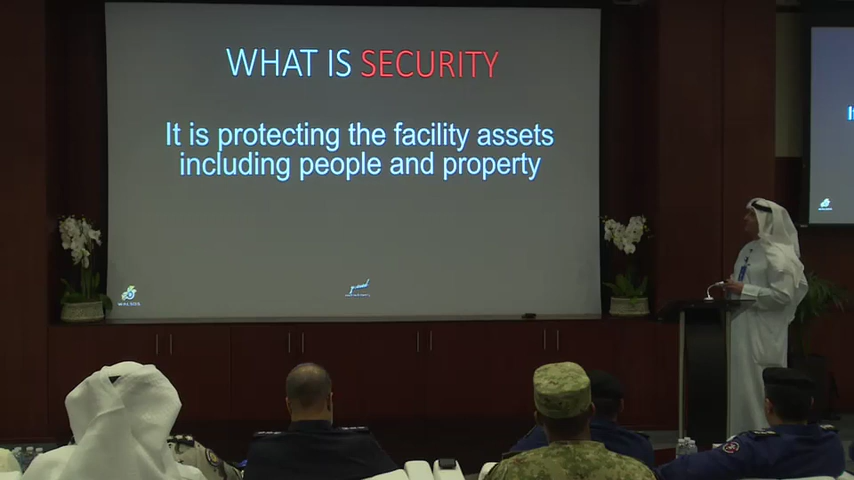 WHAT IS SECURITY
It is protecting the facility assets
including people and property